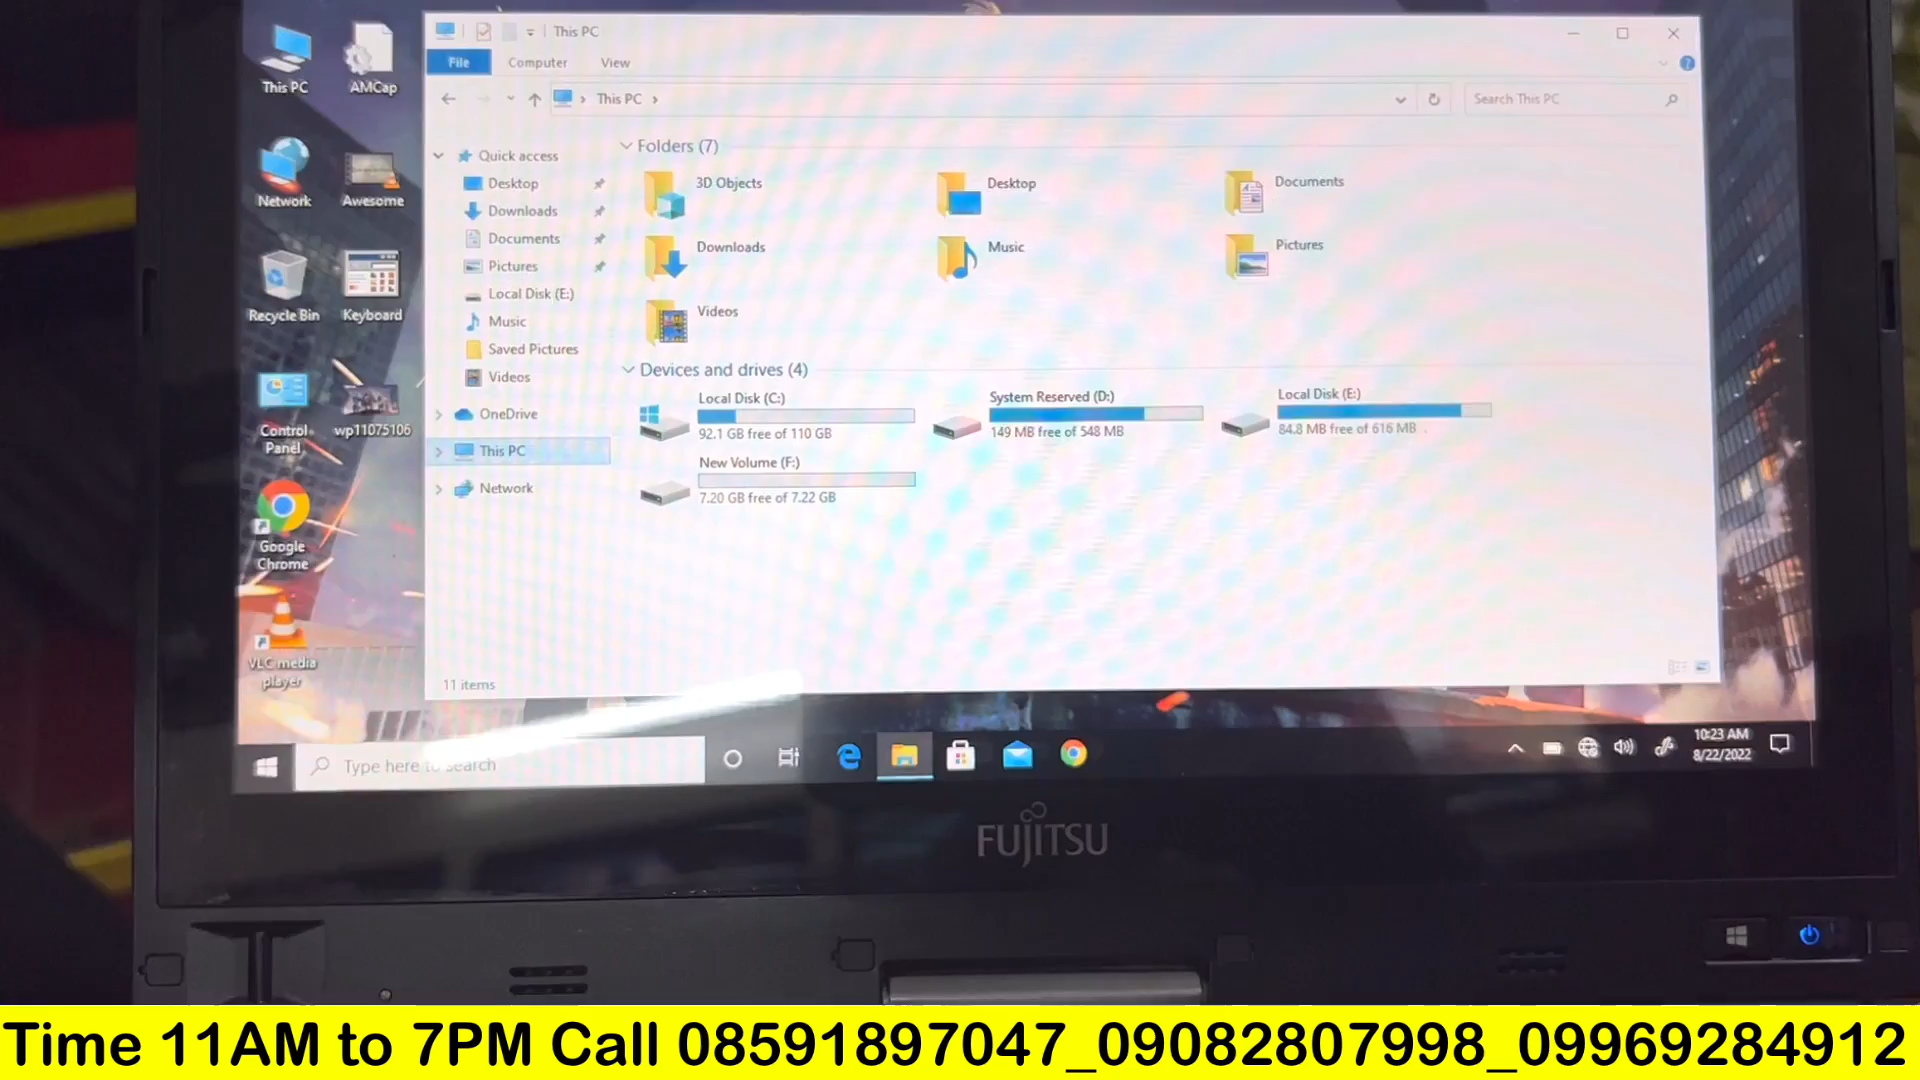 This PC
AMCap
Network
Awesome
Recycle Bin
Keyboard
Control
Panel
wp11075106
Google
Chrome
VLC media
player
This PC
File
Computer
View
This PC
Search This PC
Quick access
Desktop
Downloads
Documents
Pictures
Local Disk (E:)
Music
Saved Pictures
Videos
OneDrive
This PC
Network
Folders (7)
3D Objects
Desktop
Documents
Downloads
Music
Pictures
Videos
Devices and drives (4)
Local Disk (C:)
92.1 GB free of 110 GB
System Reserved (D:)
149 MB free of 548 MB
Local Disk (E:)
84.8 MB free of 616 MB
New Volume (F:)
7.20 GB free of 7.22 GB
11 items
Type here to search
10:23 AM
8/22/2022
FUJITSU
Time 11AM to 7PM Call 08591897047_09082807998_09969284912